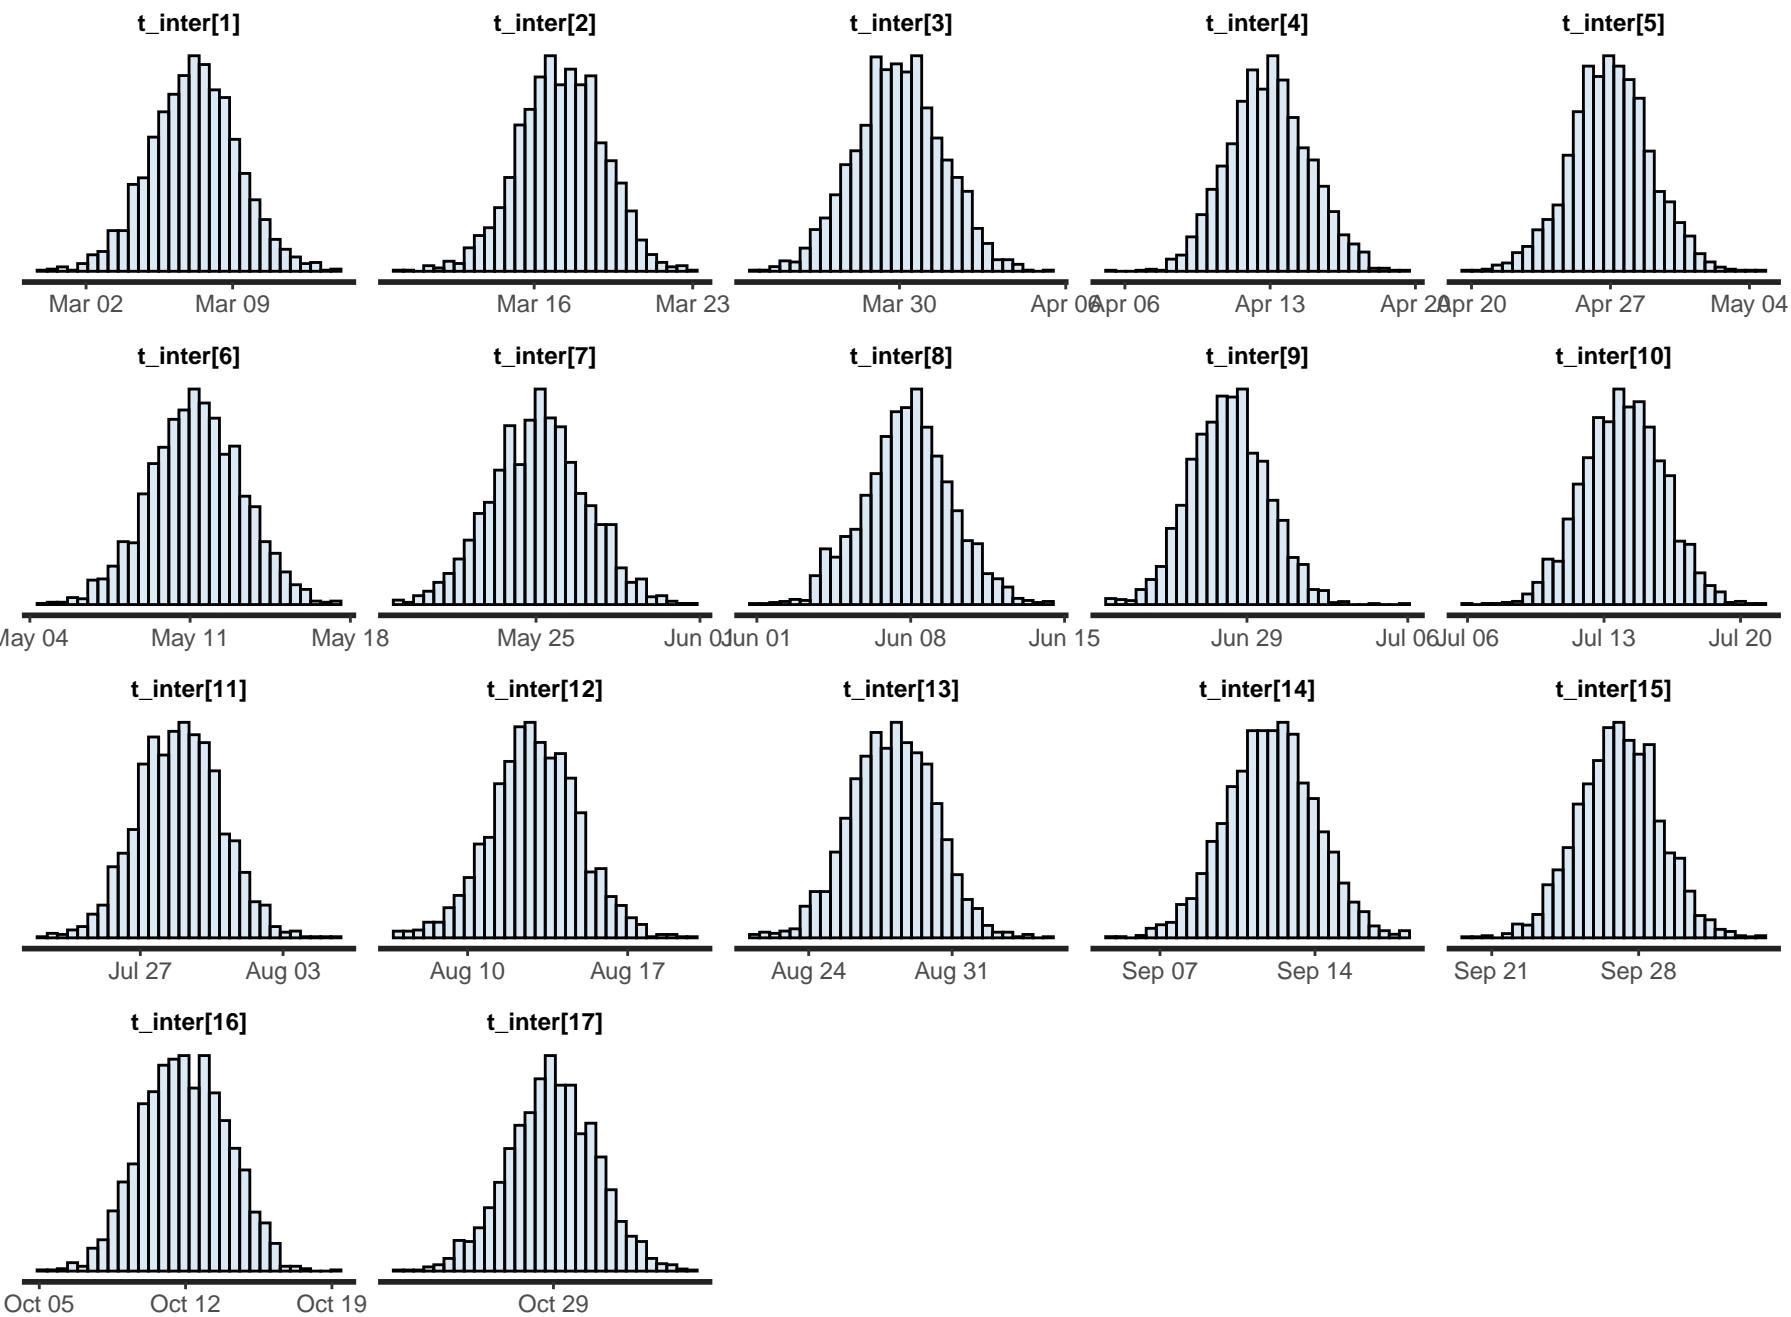 t_inter[1] t_inter[2] t_inter[3] t_inter[4] t_inter[5]
Mar 02 Mar 09 Mar 16 Mar 23 Mar 30 Apr 06 Apr 06 Apr 13 Apr 20 Apr 20 Apr 27 May 04
t_inter[6] t_inter[7] t_inter[8] t_inter[9] t_inter[10]
May 04 May 11 May 18 May 25 Jun 01 Jun 01 Jun 08 Jun 15 Jun 29 Jul 06 Jul 06 Jul 13 Jul 20
t_inter[11] t_inter[12] t_inter[13] t_inter[14] t_inter[15]
Jul 27 Aug 03 Aug 10 Aug 17 Aug 24 Aug 31 Sep 07 Sep 14 Sep 21 Sep 28
t_inter[16] t_inter[17]
Oct 05 Oct 12 Oct 19 Oct 29